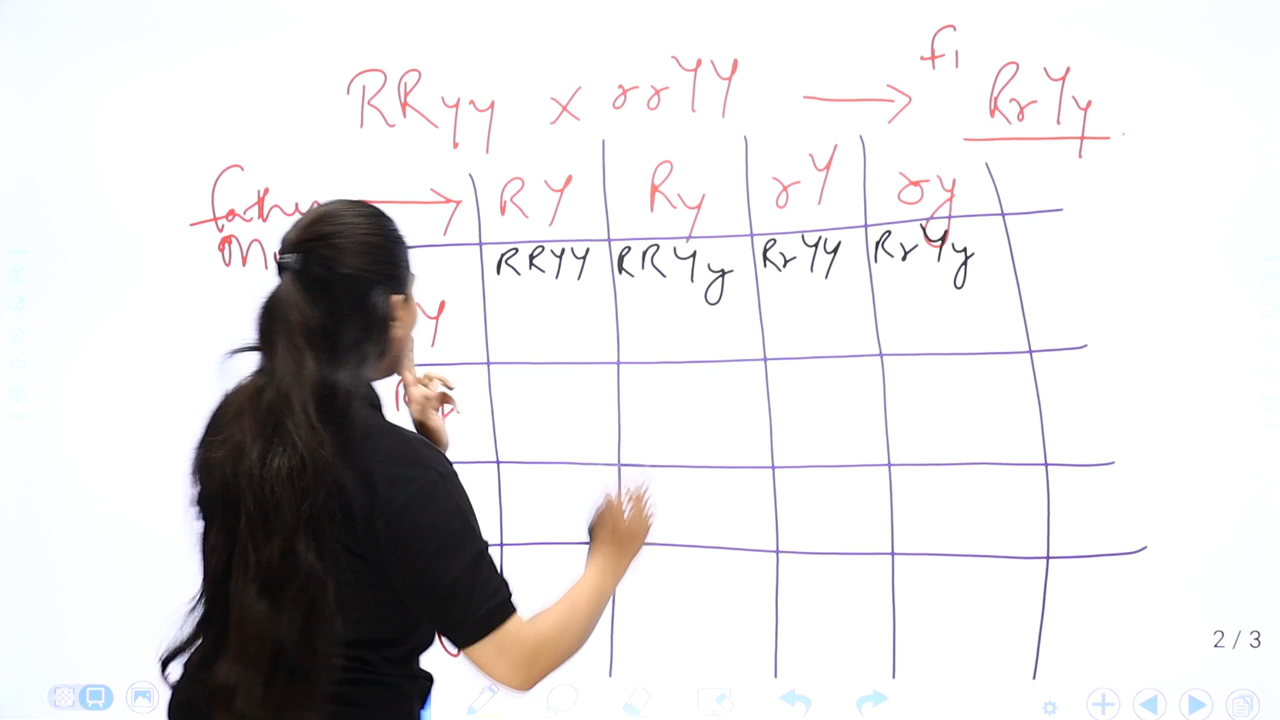 RRyy x rrYY → F1 RrYy
father → RY Ry rY ry
RRYY RRYy RrYY RrYy
Y
2 / 3